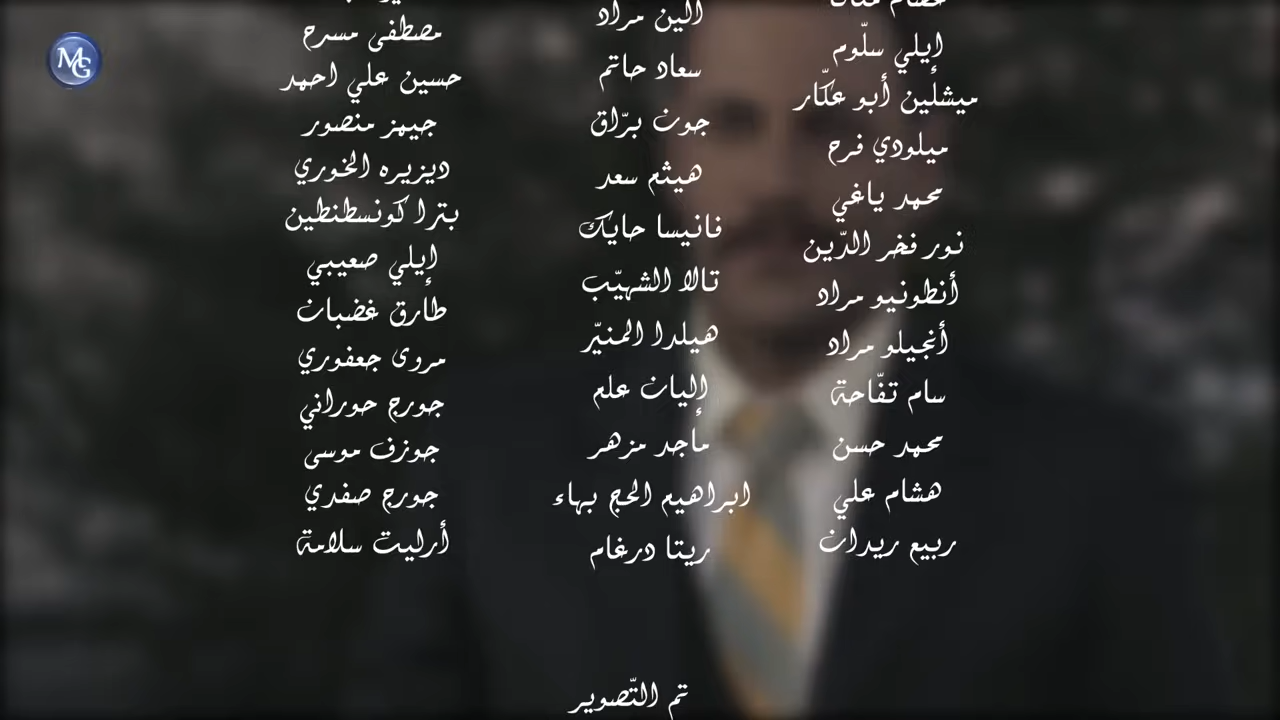 إيلي سلّوم
ميشلين أبو عكّار
ميلودي فرح
محمد ياغي
نور فخر الدّين
أنطونيو مراد
أنجيلو مراد
سام تفّاحة
محمد حسن
هشام علي
ربيع ريدان
الين مراد
سعاد حاتم
جون برّاق
هيثم سعد
فانيسا حايك
تالا الشهيّب
هيلدا المنيّر
إليان علم
ماجد مزهر
ابراهيم الحج بهاء
ريتا درغام
مصطفى مسرح
حسين علي احمد
جيمز منصور
ديزيره الخوري
بترا كونسطنطين
إيلي صعيبي
طارق غضبان
مروى جعفوري
جورج حوراني
جوزف موسى
جورج صفدي
أرليت سلامة
تم التّصوير
MG